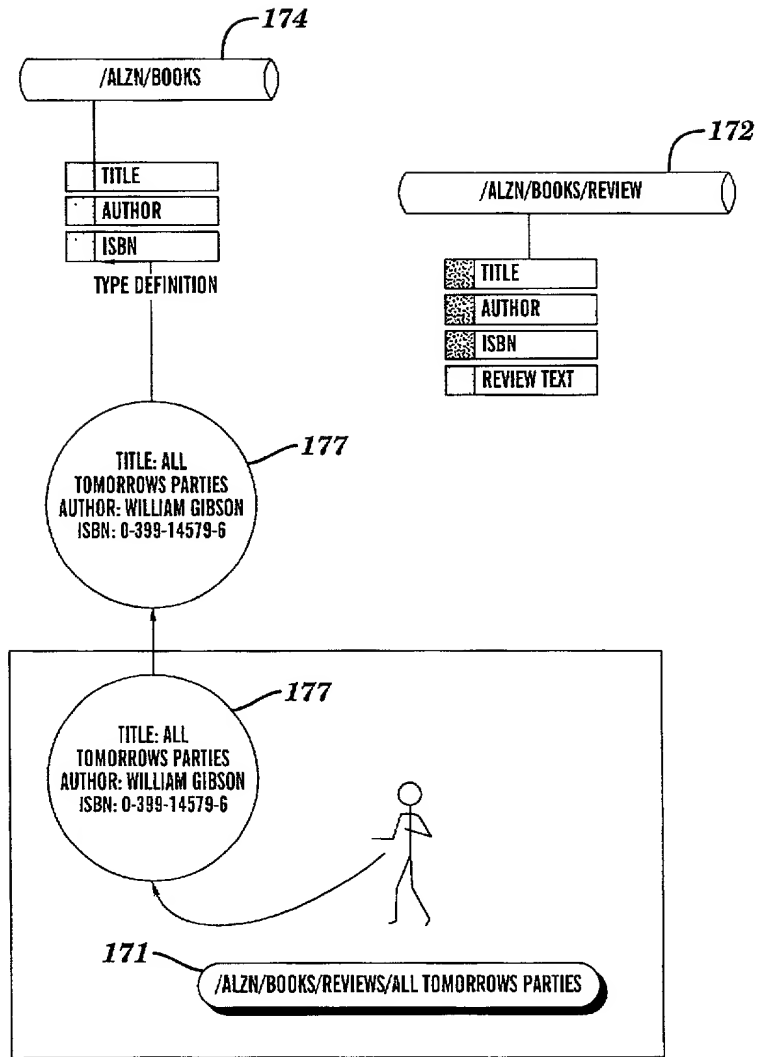 174
/ALZN/BOOKS
TITLE
AUTHOR
ISBN
TYPE DEFINITION
172
/ALZN/BOOKS/REVIEW
TITLE
AUTHOR
ISBN
REVIEW TEXT
177
TITLE: ALL
TOMORROWS PARTIES
AUTHOR: WILLIAM GIBSON
ISBN: 0-399-14579-6
177
TITLE: ALL
TOMORROWS PARTIES
AUTHOR: WILLIAM GIBSON
ISBN: 0-399-14579-6
171
/ALZN/BOOKS/REVIEWS/ALL TOMORROWS PARTIES